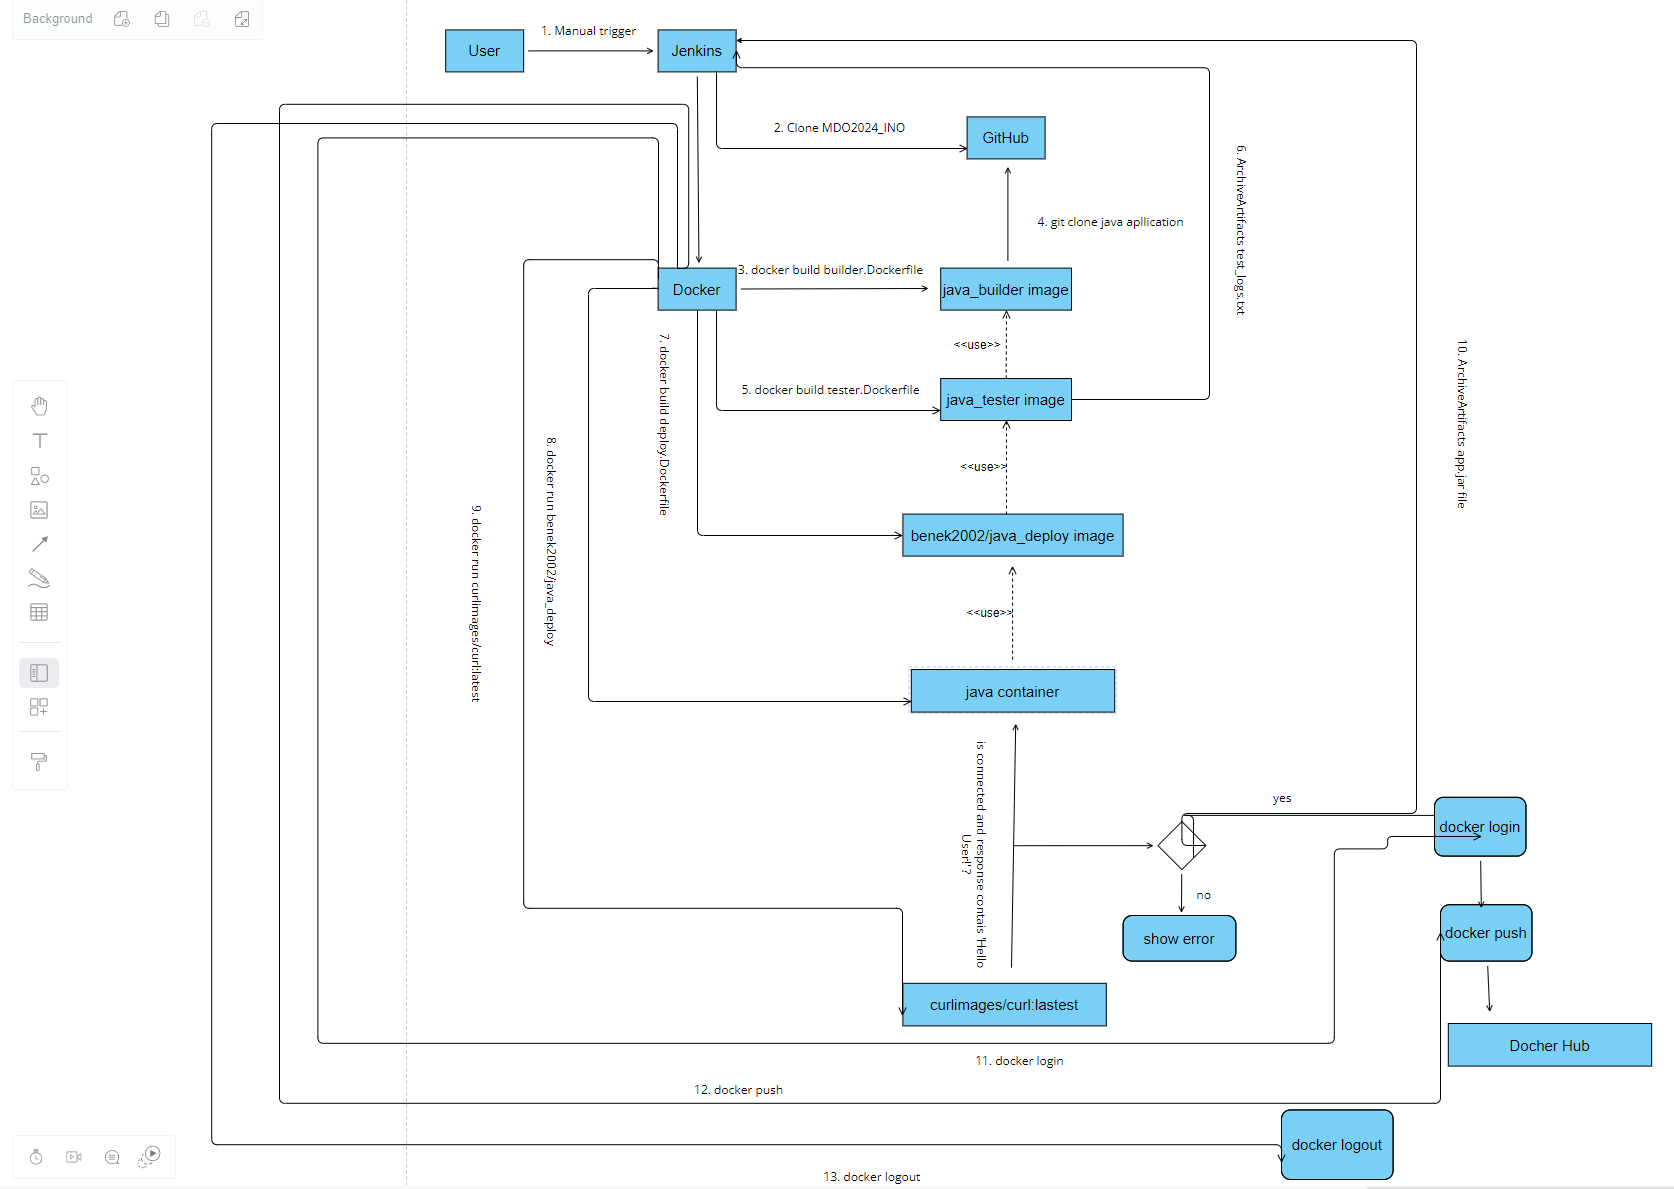 Background
1. Manual trigger
User
Jenkins
2. Clone MDO2024_INO
GitHub
6. ArchiveArtifacts test_logs.txt
4. git clone java apllication
3. docker build builder.Dockerfile
Docker
java_builder image
<<use>>
7. docker build deploy.Dockerfile
10. ArchiveArtifacts app.jar file
5. docker build tester.Dockerfile
java_tester image
8. docker run benek2002/java_deploy
<<use>>
9. docker run curlimages/curl:latest
benek2002/java_deploy image
<<use>>
java container
is connected and response contais 'Hello
User!'?
yes
docker login
no
show error
docker push
curlimages/curl:lastest
Docher Hub
11. docker login
12. docker push
docker logout
13. docker logout